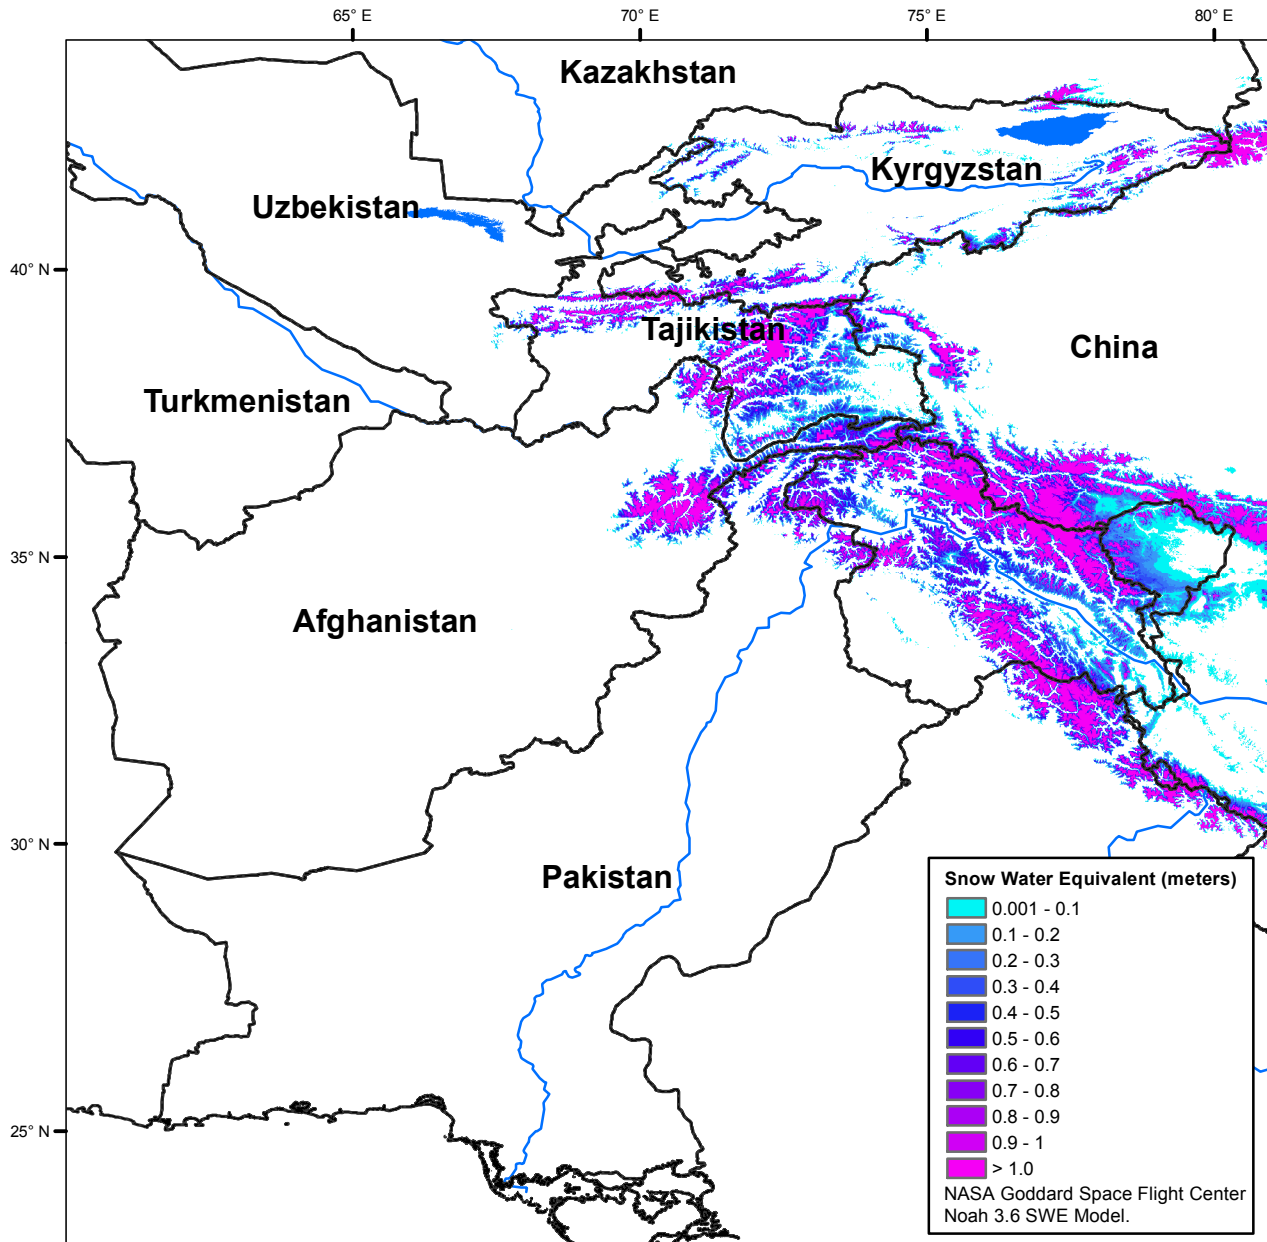 65° E
70° E
75° E
80° E
Kazakhstan
Kyrgyzstan
Uzbekistan
40° N
Tajikistan
China
Turkmenistan
35° N
Afghanistan
30° N
Pakistan
25° N
Snow Water Equivalent (meters)
0.001 - 0.1
0.1 - 0.2
0.2 - 0.3
0.3 - 0.4
0.4 - 0.5
0.5 - 0.6
0.6 - 0.7
0.7 - 0.8
0.8 - 0.9
0.9 - 1
> 1.0
NASA Goddard Space Flight Center
Noah 3.6 SWE Model.